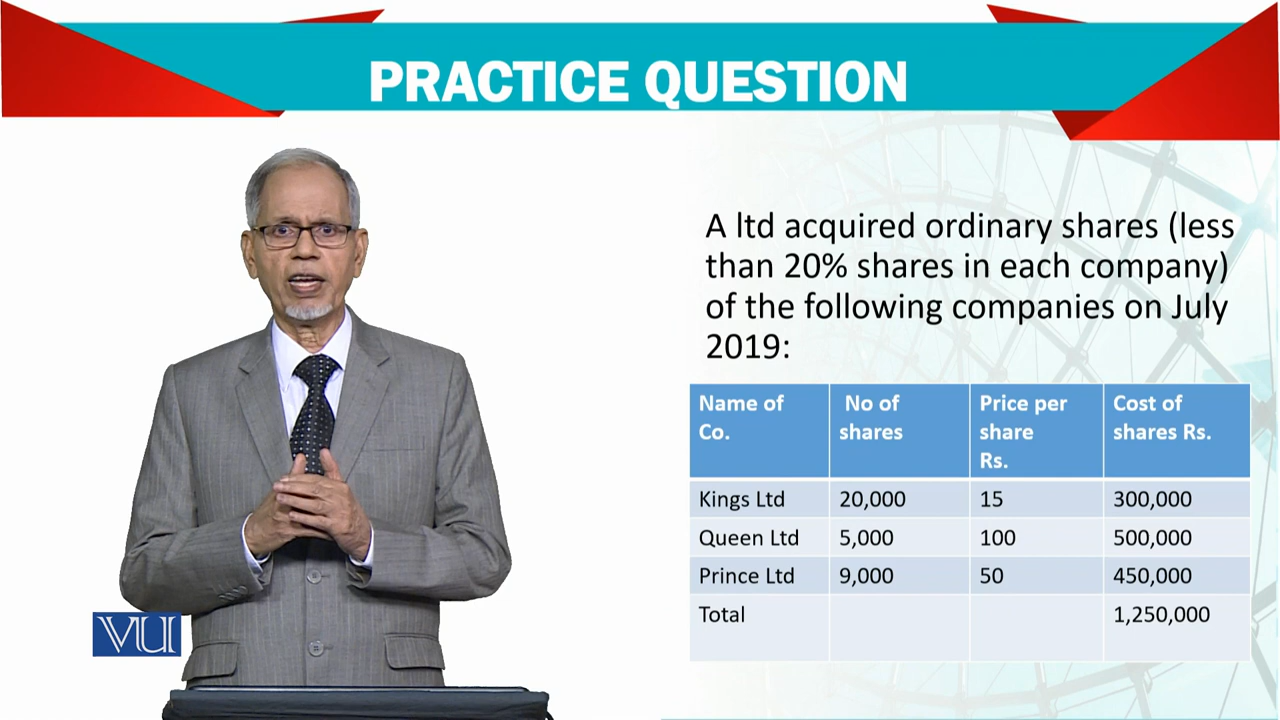 PRACTICE QUESTION
A ltd acquired ordinary shares (less
than 20% shares in each company)
of the following companies on July
2019:
Name of Co. No of shares Price per share Rs. Cost of shares Rs.
Kings Ltd 20,000 15 300,000
Queen Ltd 5,000 100 500,000
Prince Ltd 9,000 50 450,000
Total 1,250,000
VU